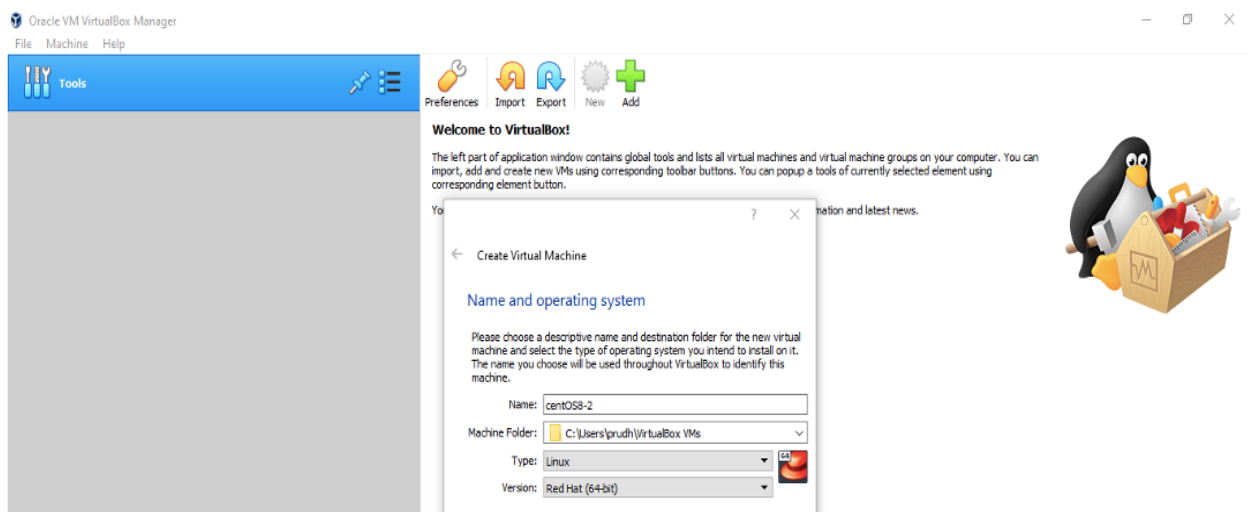 Oracle VM VirtualBox Manager
File Machine Help
Tools
Preferences Import Export New Add
Welcome to VirtualBox!
The left part of application window contains global tools and lists all virtual machines and virtual machine groups on your computer. You can
import, add and create new VMs using corresponding toolbar buttons. You can popup a tools of currently selected element using
corresponding element button.
mation and latest news.
?
Create Virtual Machine
Name and operating system
Please choose a descriptive name and destination folder for the new virtual
machine and select the type of operating system you intend to install on it.
The name you choose will be used throughout VirtualBox to identify this
machine.
Name: centOS8-2
Machine Folder: C:\Users\prudh\VirtualBox VMs
Type: Linux
64
Version: Red Hat (64-bit)